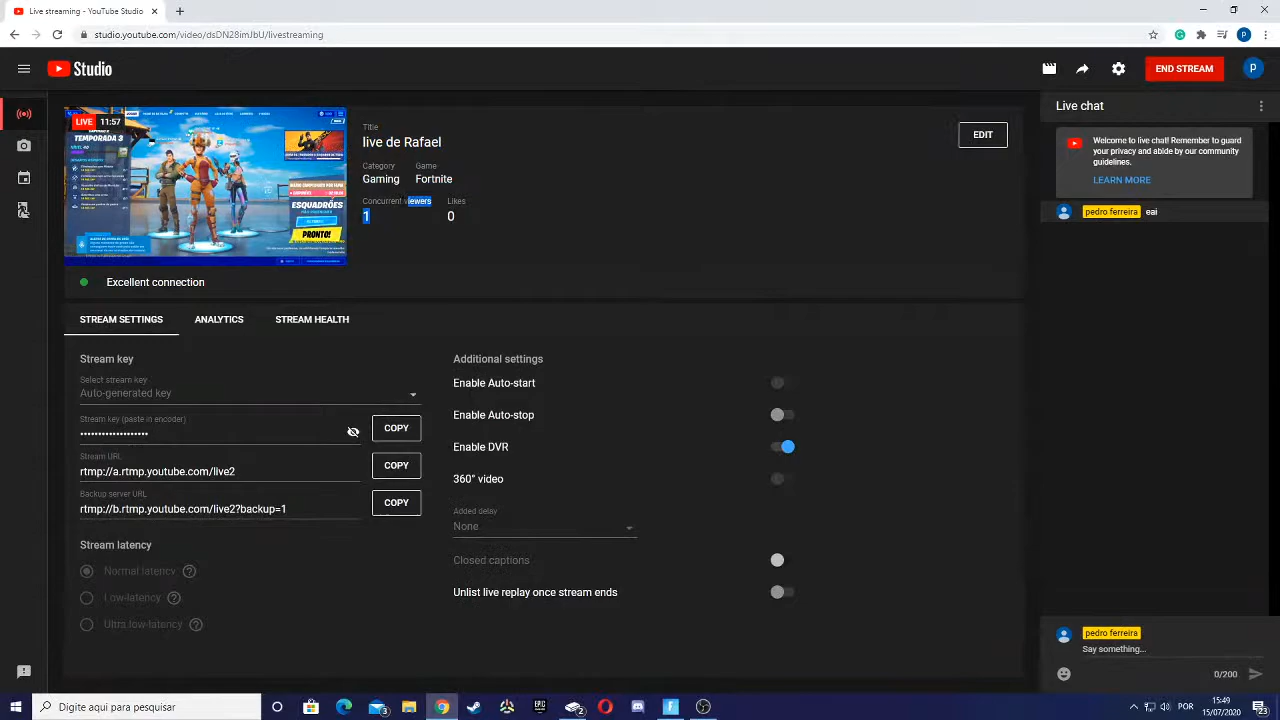 Live streaming - YouTube Studio
studio.youtube.com/video/dsDN28imJbU/livestreaming
P
Studio
END STREAM
P
LIVE 11:57
TEMPORADA 3
ESQUADRÕES
PRONTO!
Title
live de Rafael
Category
Gaming
Game
Fortnite
Concurrent viewers
1
Likes
0
EDIT
Excellent connection
STREAM SETTINGS
ANALYTICS
STREAM HEALTH
Stream key
Select stream key
Auto-generated key
Stream key (paste in encoder)
••••••••••••••••••
COPY
Stream URL
rtmp://a.rtmp.youtube.com/live2
COPY
Backup server URL
rtmp://b.rtmp.youtube.com/live2?backup=1
COPY
Stream latency
Normal latency
Low-latency
Ultra low-latency
Additional settings
Enable Auto-start
Enable Auto-stop
Enable DVR
360° video
Added delay
None
Closed captions
Unlist live replay once stream ends
Live chat
Welcome to live chat! Remember to guard
your privacy and abide by our community
guidelines.
LEARN MORE
pedro ferreira eai
pedro ferreira
Say something...
0/200
Digite aqui para pesquisar
EPIC
POR
15:49
15/07/2020